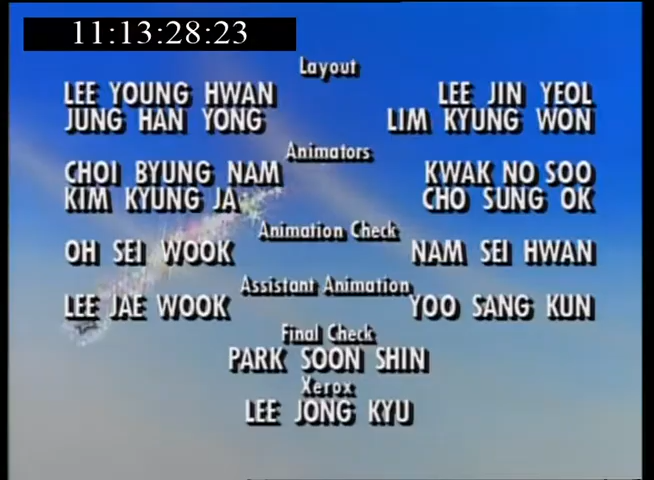 11:13:28:23
Layout
LEE YOUNG HWAN LEE JIN YEOL
JUNG HAN YONG LIM KYUNG WON
Animators
CHOI BYUNG NAM KWAK NO SOO
KIM KYUNG JA CHO SUNG OK
Animation Check
OH SEI WOOK NAM SEI HWAN
Assistant Animation
LEE JAE WOOK YOO SANG KUN
Final Check
PARK SOON SHIN
Xerox
LEE JONG KYU